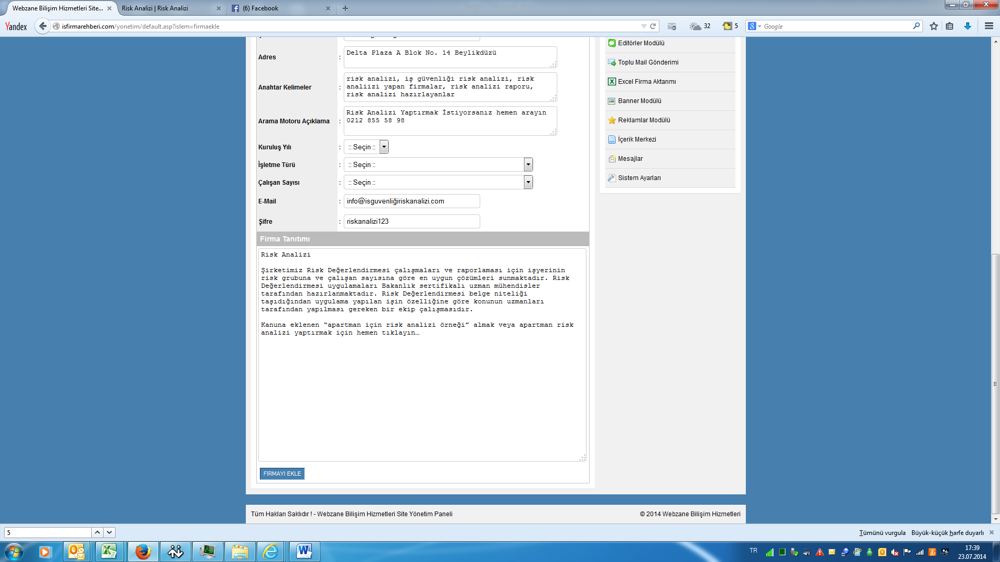 Webzane Bilişim Hizmetleri Site...
Risk Analizi | Risk Analizi
(6) Facebook
Yandex
isfirmarehberi.com/yonetim/default.asp?islem=firmaekle
32
5
Google
Adres
:
Delta Plaza A Blok No. 14 Beylikdüzü
Anahtar Kelimeler
:
risk analizi, iş güvenliği risk analizi, risk
analiizi yapan firmalar, risk analizi raporu,
risk analizi hazırlayanlar
Arama Motoru Açıklama
:
Risk Analizi Yaptırmak İstiyorsanız hemen arayın
0212 855 58 98
Kuruluş Yılı
:
:: Seçin ::
İşletme Türü
:
:: Seçin ::
Çalışan Sayısı
:
:: Seçin ::
E-Mail
:
info@isguvenliğiriskanalizi.com
Şifre
:
riskanalizi123
Firma Tanıtımı
Risk Analizi
Şirketimiz Risk Değerlendirmesi çalışmaları ve raporlaması için işyerinin
risk grubuna ve çalışan sayısına göre en uygun çözümleri sunmaktadır. Risk
Değerlendirmesi uygulamaları Bakanlık sertifikalı uzman mühendisler
tarafından hazırlanmaktadır. Risk Değerlendirmesi belge niteliği
taşıdığından uygulama yapılan işin özelliğine göre konunun uzmanları
tarafından yapılması gereken bir ekip çalışmasıdır.
Kanuna eklenen “apartman için risk analizi örneği” almak veya apartman risk
analizi yaptırmak için hemen tıklayın…
FİRMAYI EKLE
Editörler Modülü
Toplu Mail Gönderimi
Excel Firma Aktarımı
Banner Modülü
Reklamlar Modülü
İçerik Merkezi
Mesajlar
Sistem Ayarları
Tüm Hakları Saklıdır ! - Webzane Bilişim Hizmetleri Site Yönetim Paneli
© 2014 Webzane Bilişim Hizmetleri
5
Tümünü vurgula
Büyük-küçük harfe duyarlı
TR
17:39
23.07.2014